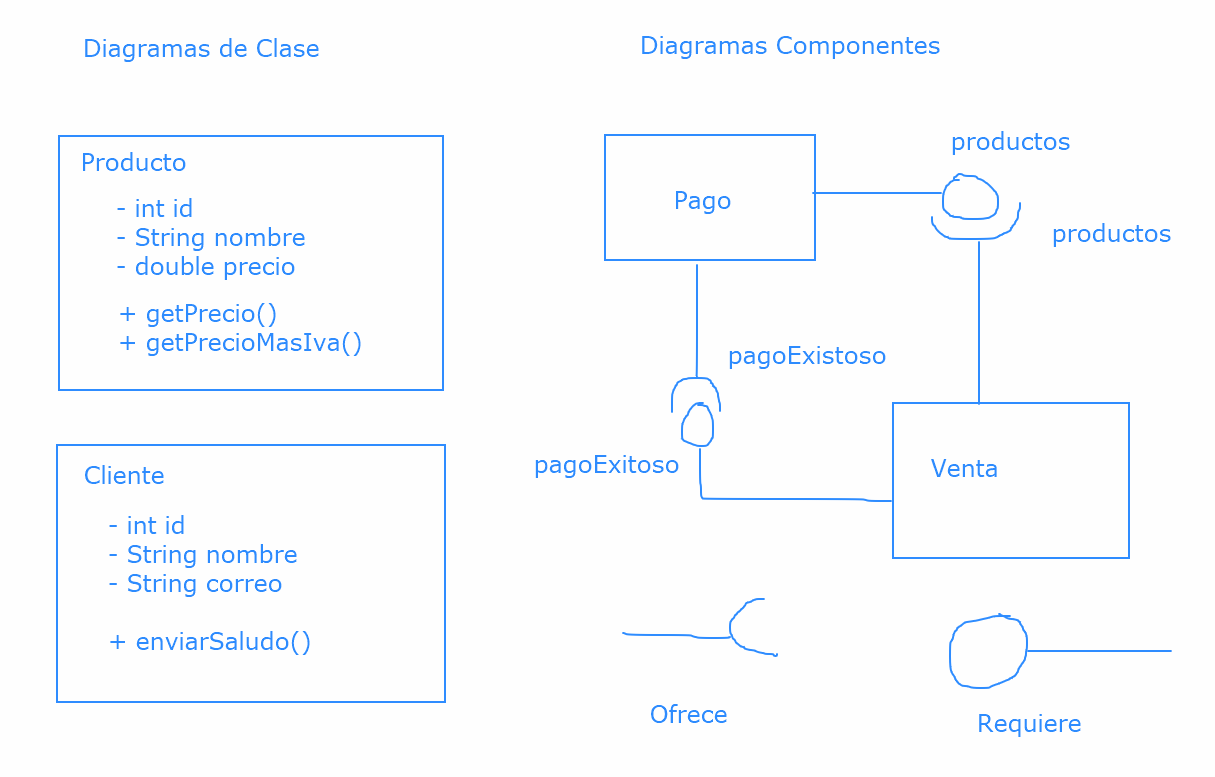 Diagramas de Clase
Producto
- int id
- String nombre
- double precio
+ getPrecio()
+ getPrecioMasIva()
Cliente
- int id
- String nombre
- String correo
+ enviarSaludo()
Diagramas Componentes
Pago
productos
productos
pagoExistoso
pagoExitoso
Venta
Ofrece
Requiere